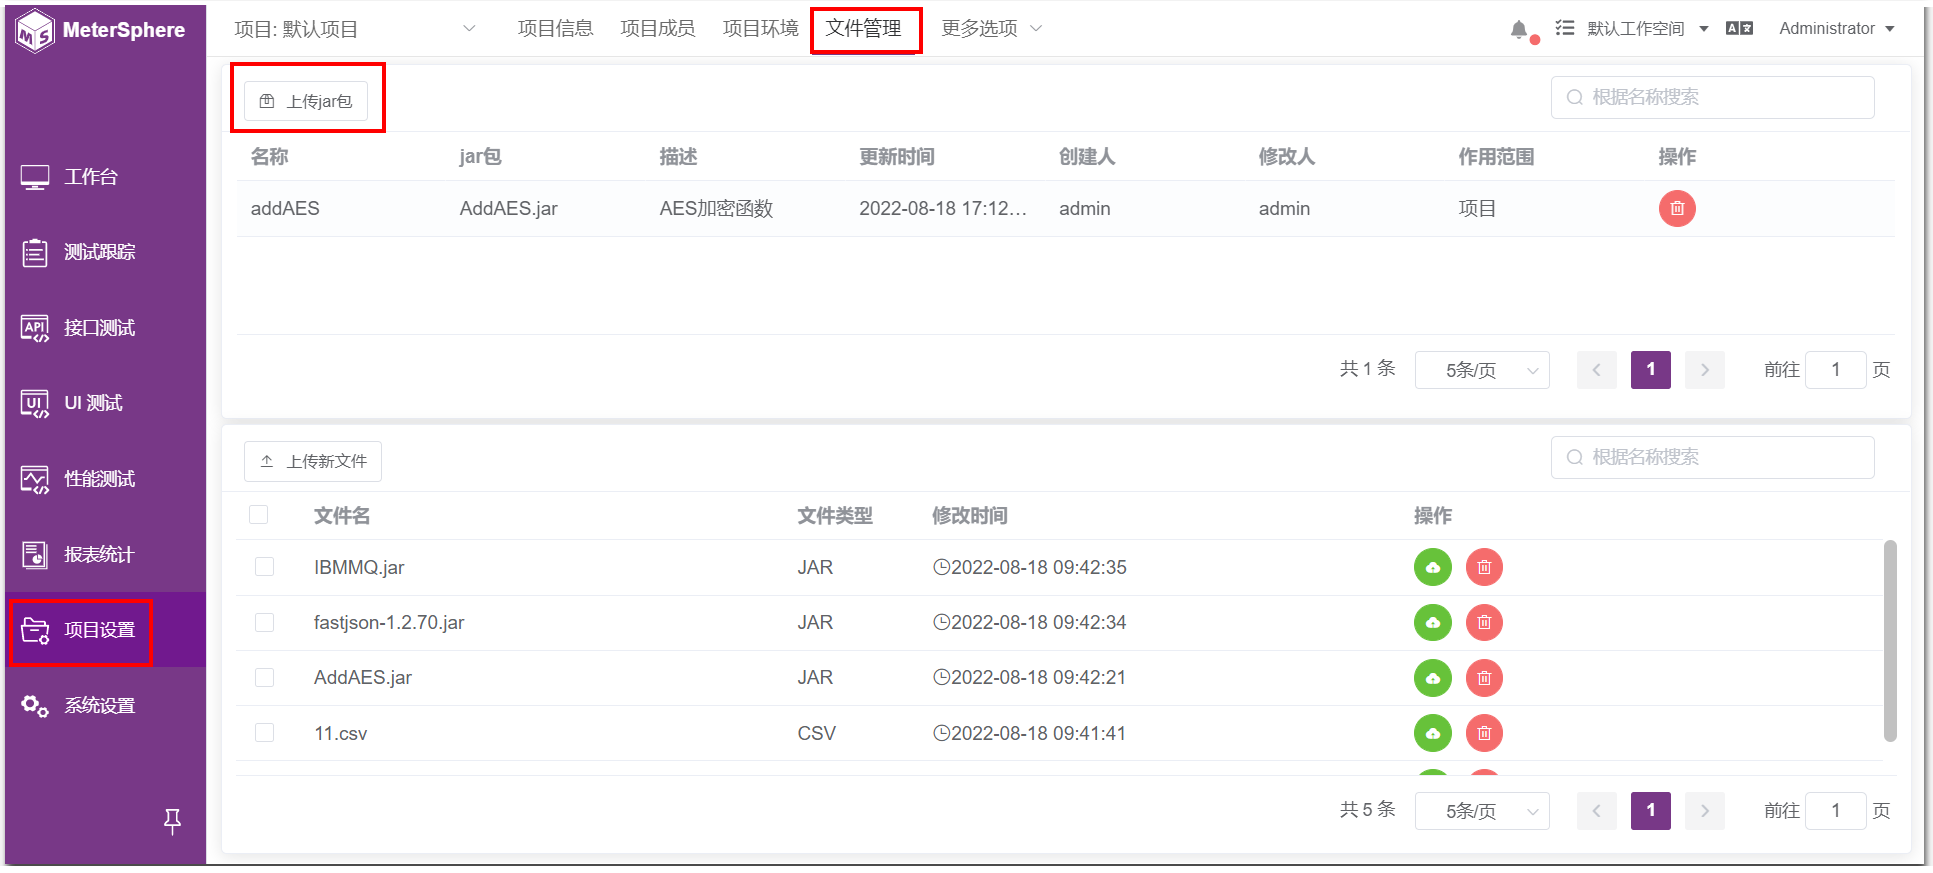 MeterSphere
项目: 默认项目
项目信息 项目成员 项目环境 文件管理 更多选项
默认工作空间 Administrator
工作台
测试跟踪
API 接口测试
UI UI 测试
性能测试
报表统计
项目设置
系统设置
上传jar包
根据名称搜索
名称 jar包 描述 更新时间 创建人 修改人 作用范围 操作
addAES AddAES.jar AES加密函数 2022-08-18 17:12... admin admin 项目
共 1 条 5条/页 1 前往 1 页
上传新文件
根据名称搜索
文件名 文件类型 修改时间 操作
IBMMQ.jar JAR 2022-08-18 09:42:35
fastjson-1.2.70.jar JAR 2022-08-18 09:42:34
AddAES.jar JAR 2022-08-18 09:42:21
11.csv CSV 2022-08-18 09:41:41
共 5 条 5条/页 1 前往 1 页